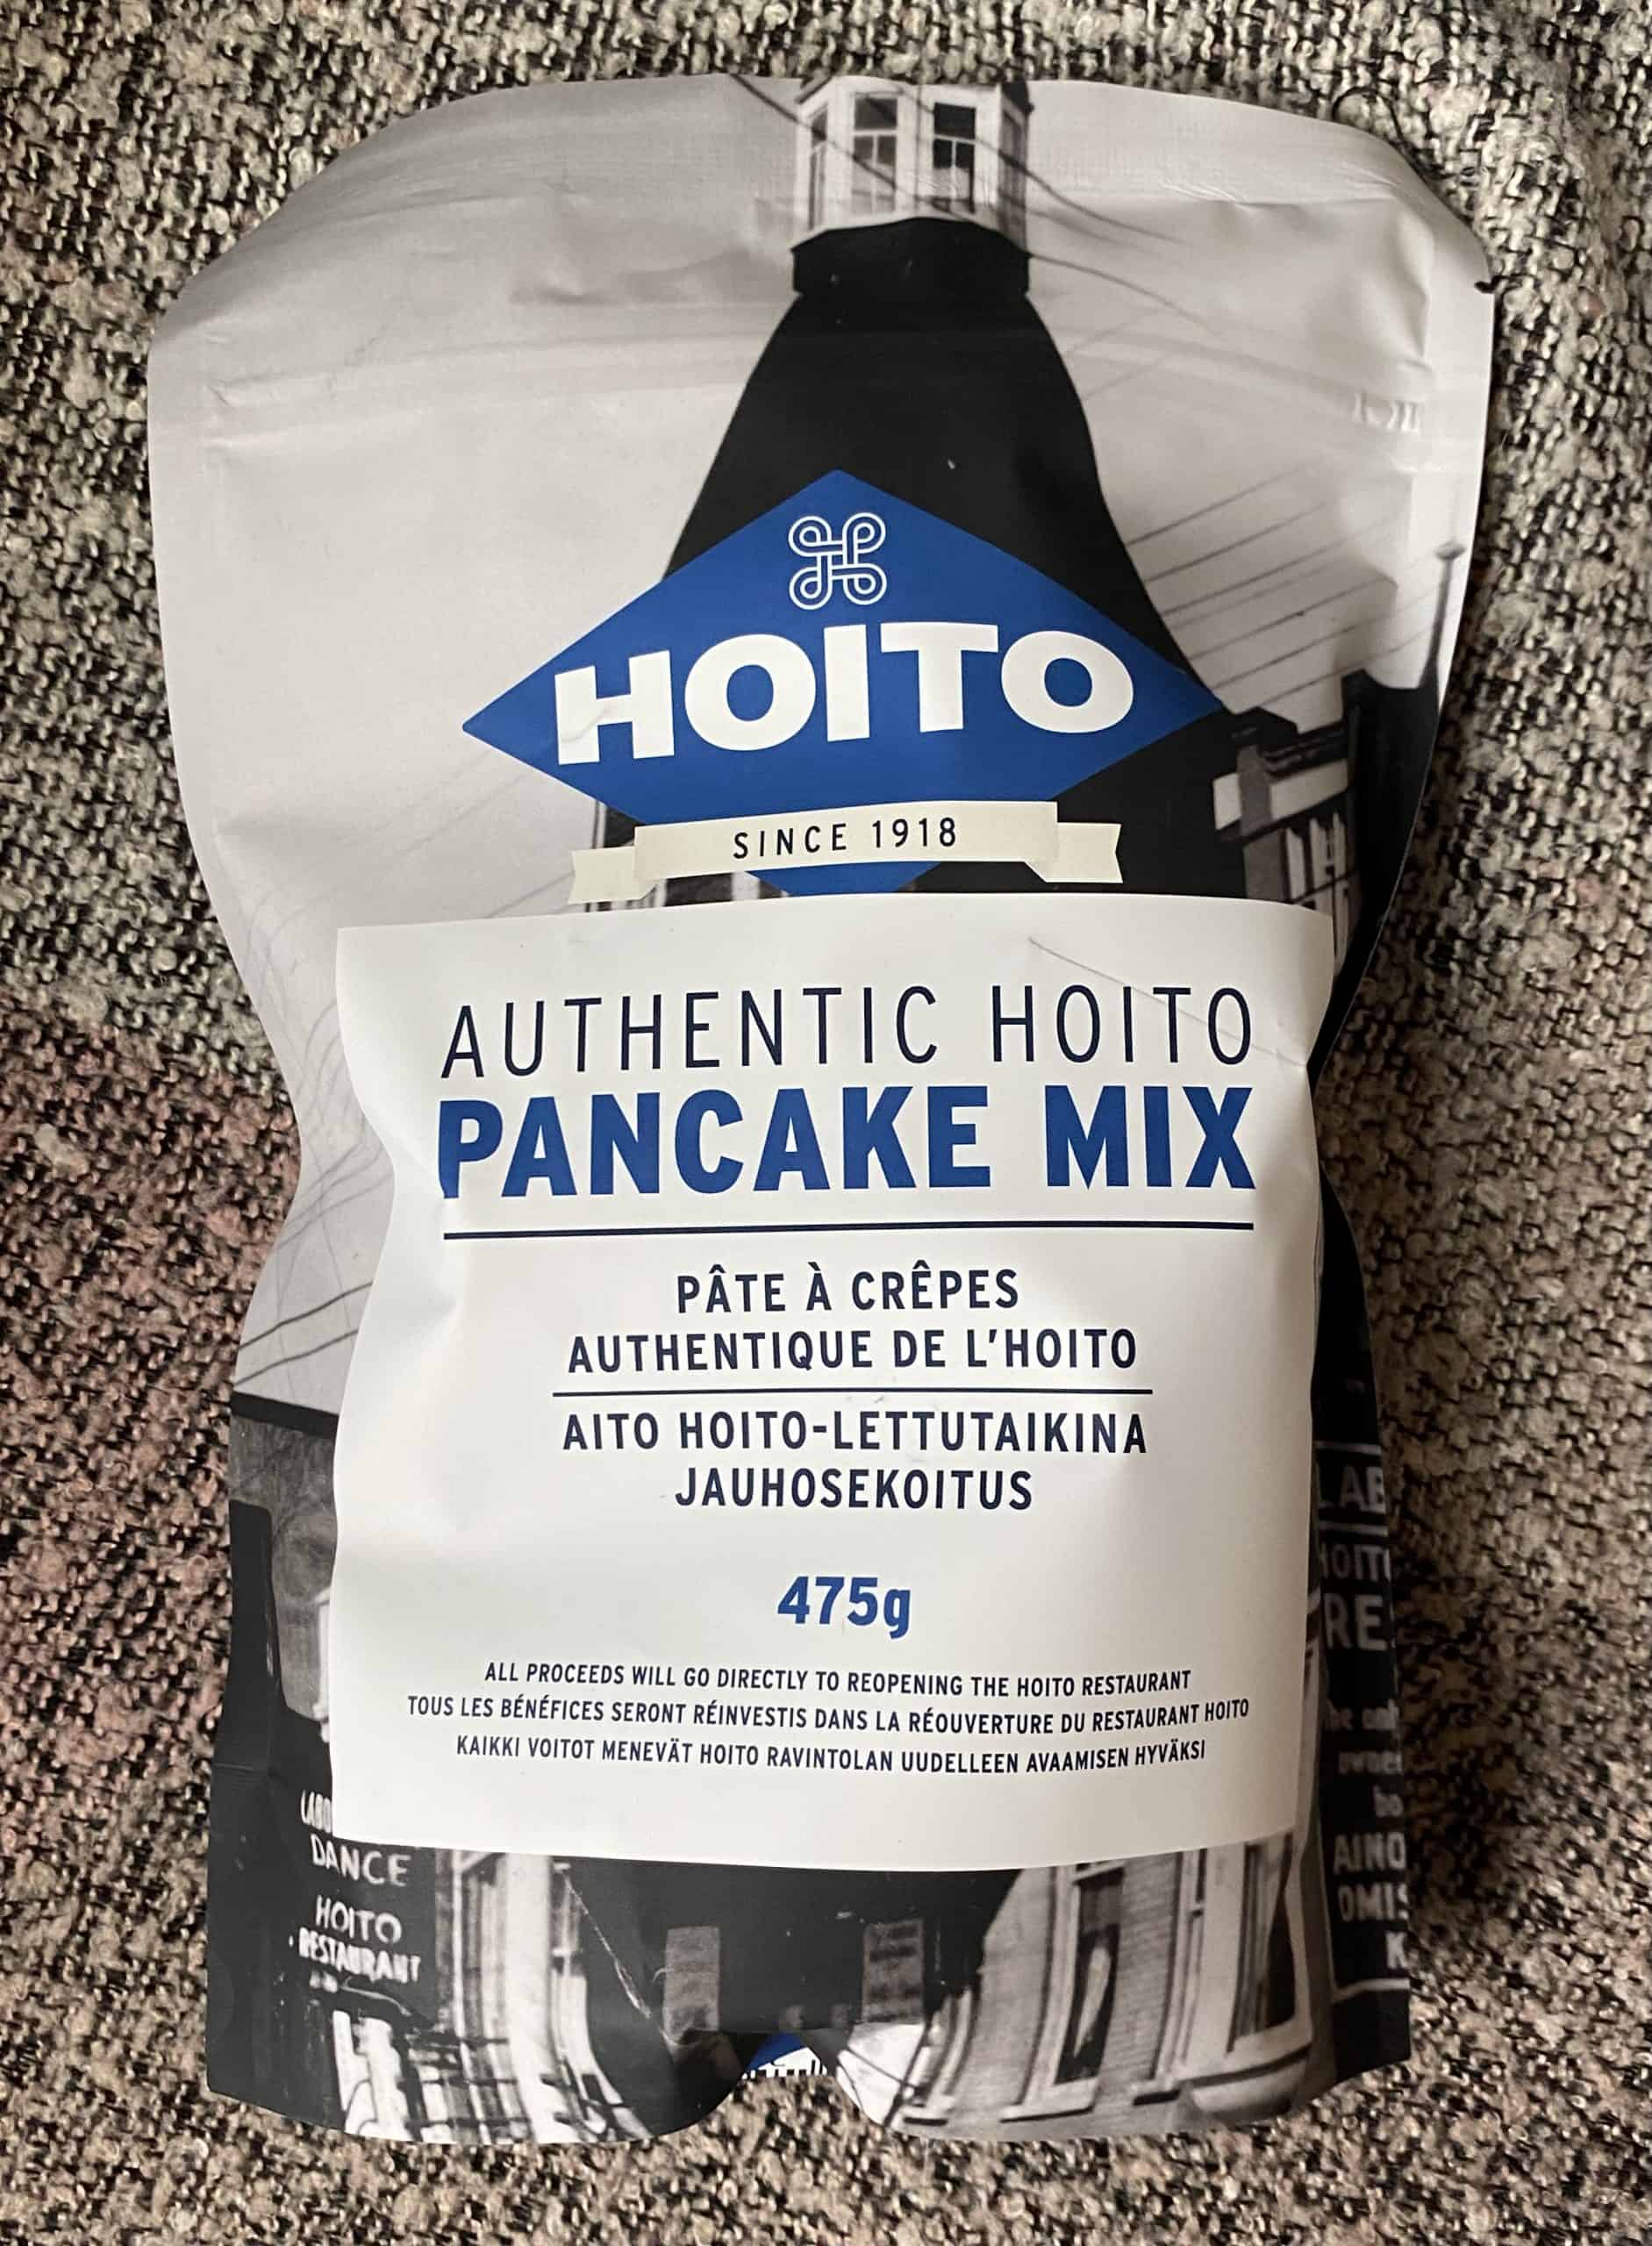 HOITO
SINCE 1918
AUTHENTIC HOITO
PANCAKE MIX
PÂTE À CRÊPES
AUTHENTIQUE DE L'HOITO
AITO HOITO-LETTUTAIKINA
JAUHOSEKOITUS
475g
ALL PROCEEDS WILL GO DIRECTLY TO REOPENING THE HOITO RESTAURANT
TOUS LES BÉNÉFICES SERONT RÉINVESTIS DANS LA RÉOUVERTURE DU RESTAURANT HOITO
KAIKKI VOITOT MENEVÄT HOITO RAVINTOLAN UUDELLEEN AVAAMISEN HYVÄKSI
DANCE
HOITO
RESTAURANT